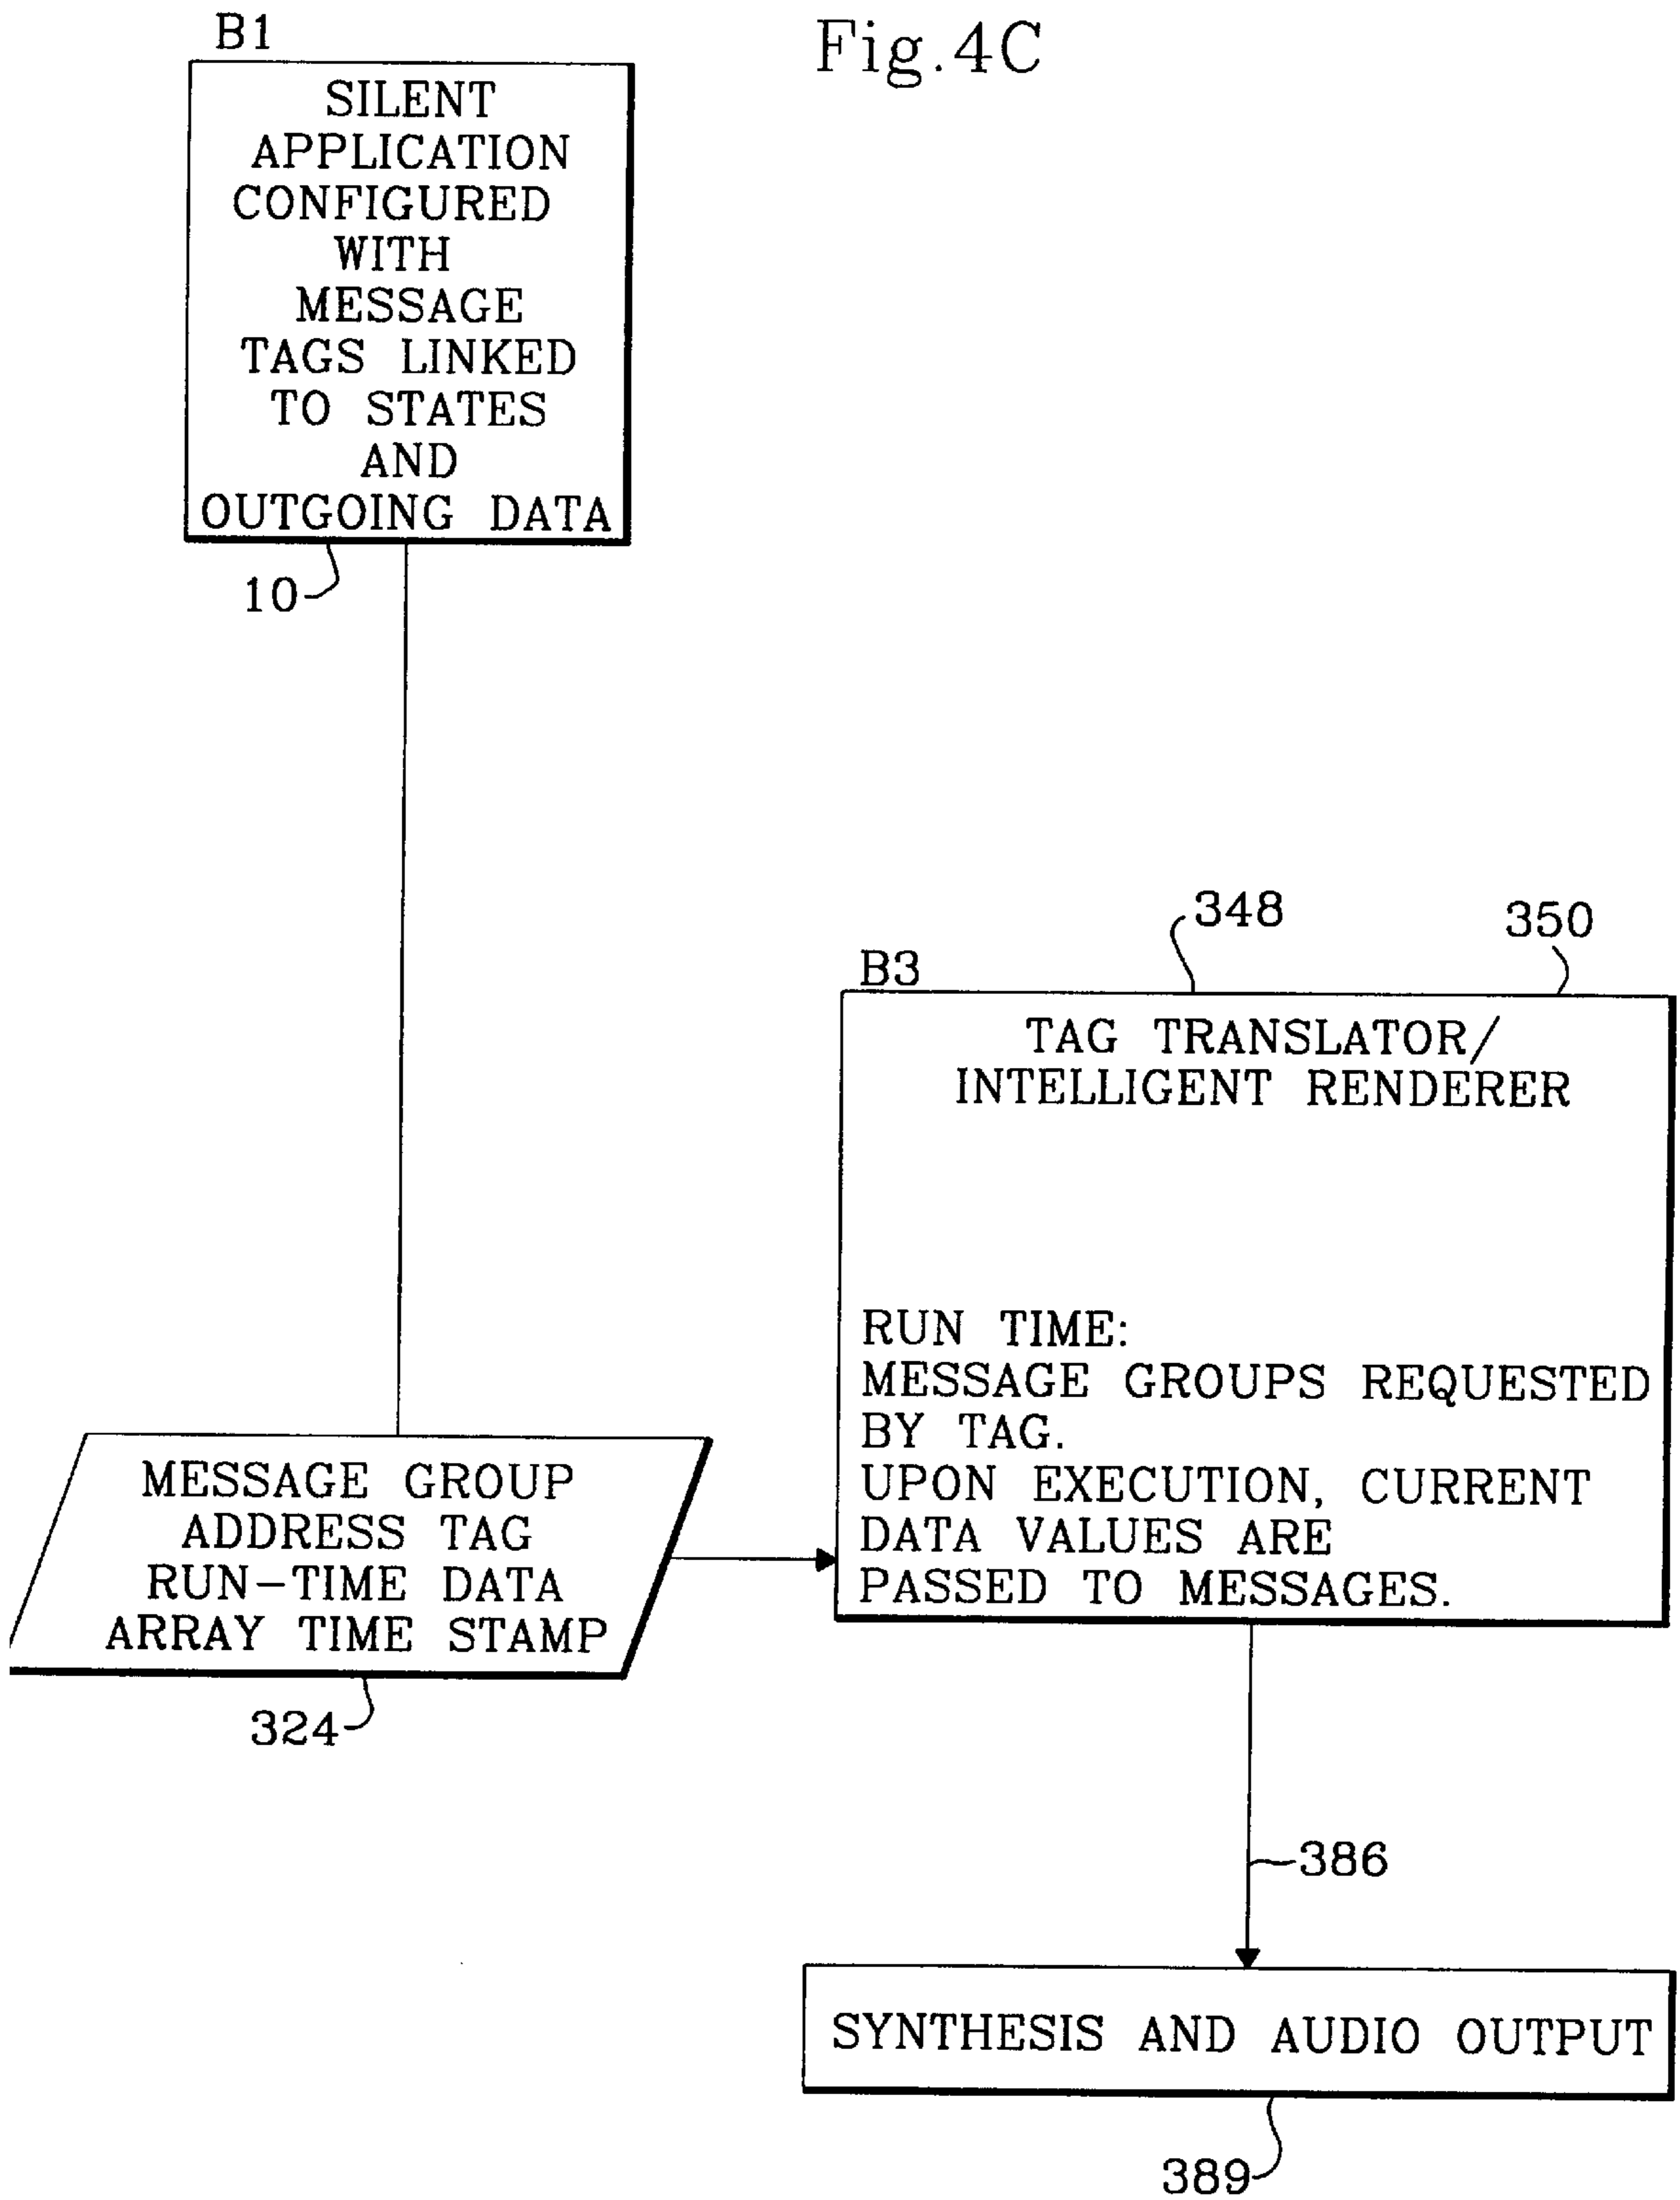 B1
Fig.4C
SILENT
APPLICATION
CONFIGURED
WITH
MESSAGE
TAGS LINKED
TO STATES
AND
OUTGOING DATA
10
348
350
B3
TAG TRANSLATOR/
INTELLIGENT RENDERER
RUN TIME:
MESSAGE GROUPS REQUESTED
BY TAG.
UPON EXECUTION, CURRENT
DATA VALUES ARE
PASSED TO MESSAGES.
MESSAGE GROUP
ADDRESS TAG
RUN-TIME DATA
ARRAY TIME STAMP
324
386
SYNTHESIS AND AUDIO OUTPUT
389